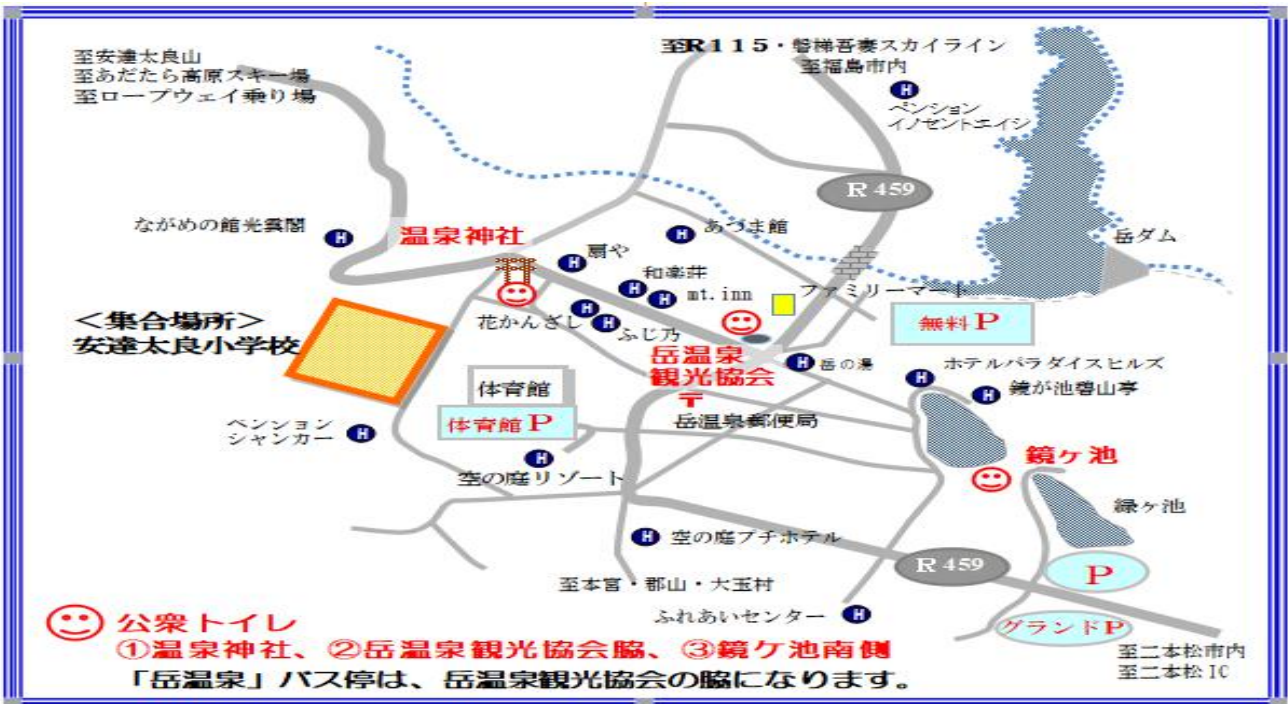 至安達太良山
至あだたら高原スキー場
至ロープウェイ乗り場
至R115・磐梯吾妻スカイライン
至福島市内
H
ペンション
イノセントエイジ
R 459
ながめの館光雲閣
H
温泉神社
H
扇や
H
あづま館
岳ダム
和楽荘
H
H
mt.inn
ファミリーマート
無料P
<集合場所>
安達太良小学校
花かんざし
H
H
ふじ乃
岳温泉
観光協会
〒
岳温泉郵便局
H
岳の湯
ホテルパラダイスヒルズ
H
H
鏡が池碧山亭
体育館
体育館P
ペンション
シャンカー
H
H
空の庭リゾート
鏡ヶ池
緑ヶ池
H
空の庭プチホテル
R 459
P
至本宮・郡山・大玉村
ふれあいセンター
H
グランドP
至二本松市内
至二本松IC
公衆トイレ
①温泉神社、②岳温泉観光協会脇、③鏡ケ池南側
「岳温泉」バス停は、岳温泉観光協会の脇になります。